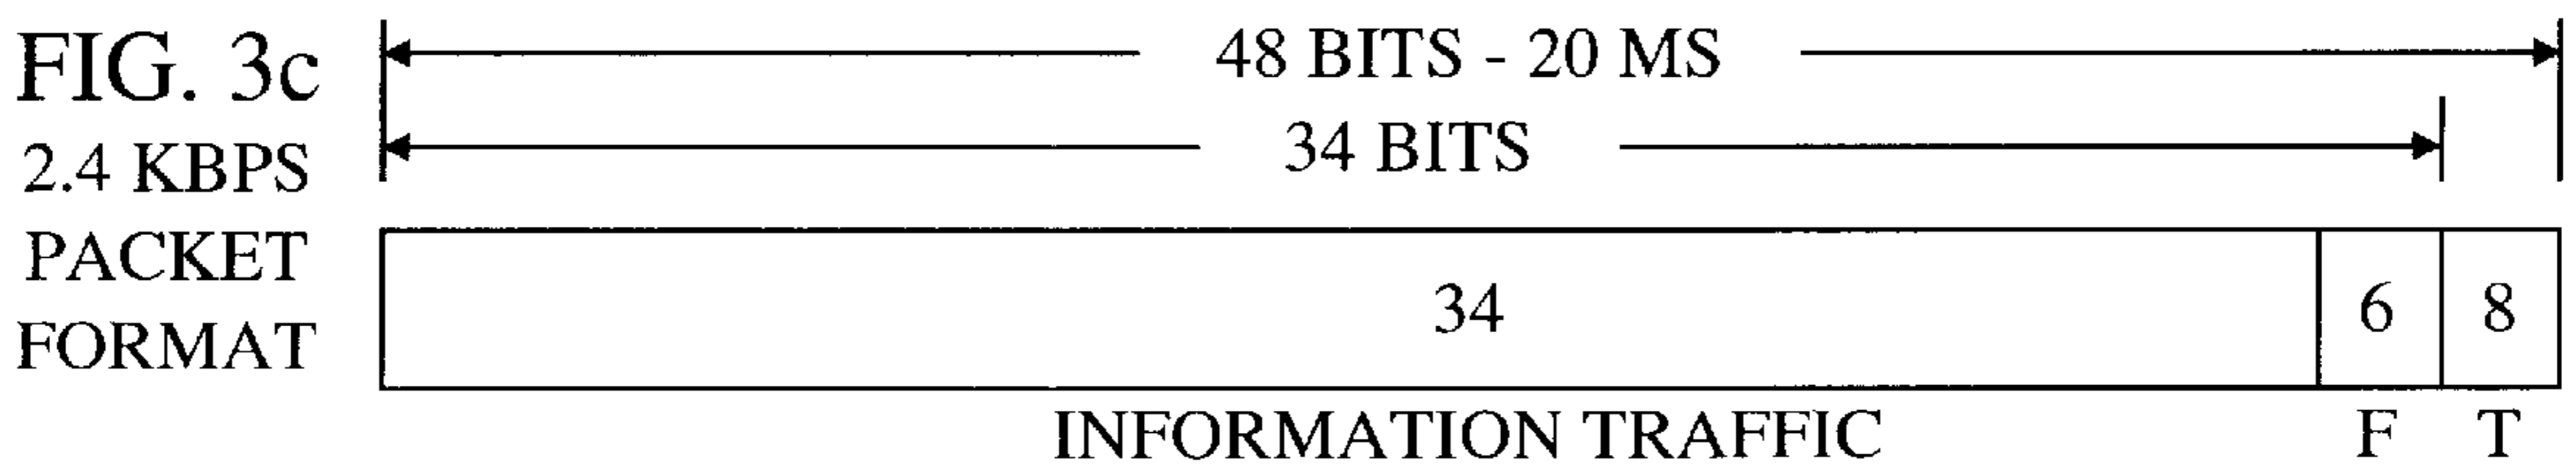 FIG. 3c
48 BITS - 20 MS
2.4 KBPS
34 BITS
PACKET
FORMAT
34 6 8
INFORMATION TRAFFIC F T